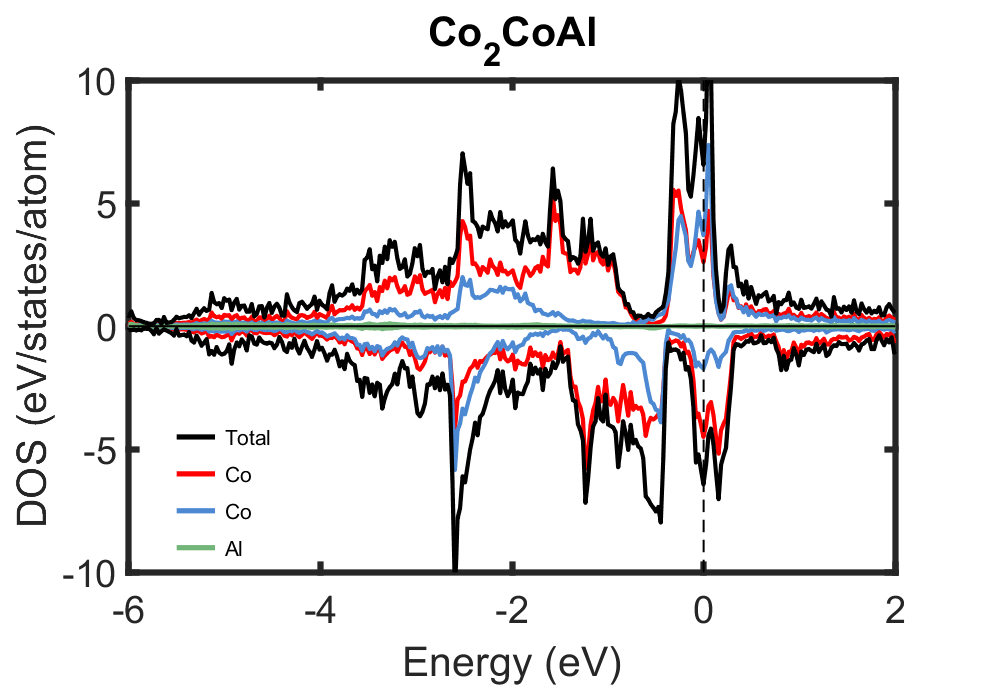 Co₂CoAl
10
5
0
-5
-10
DOS (eV/states/atom)
Total
Co
Co
Al
-6 -4 -2 0 2
Energy (eV)